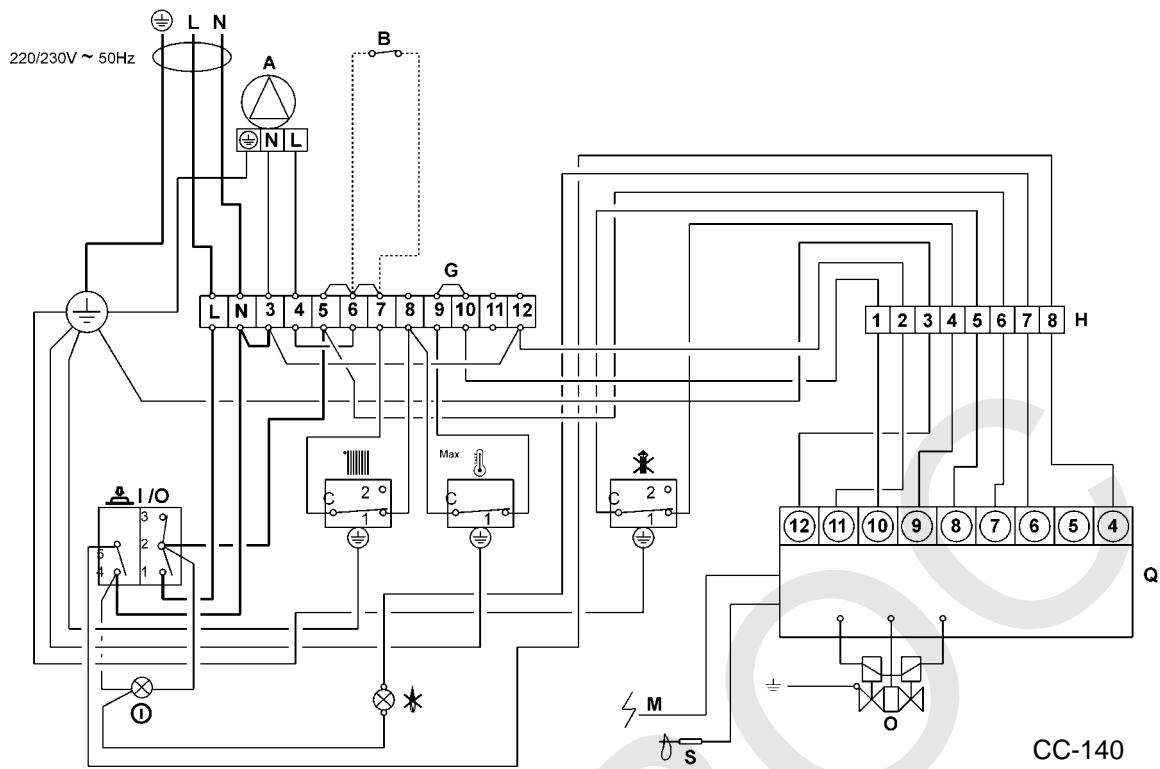 L N
220/230V ~ 50Hz
A
B
N L
G
L N 3 4 5 6 7 8 9 10 11 12
1 2 3 4 5 6 7 8 H
Max.
I/O
3
2
1
5
4
C 2 1
C 1
C 2 1
12 11 10 9 8 7 6 5 4
Q
I
M
S
O
CC-140